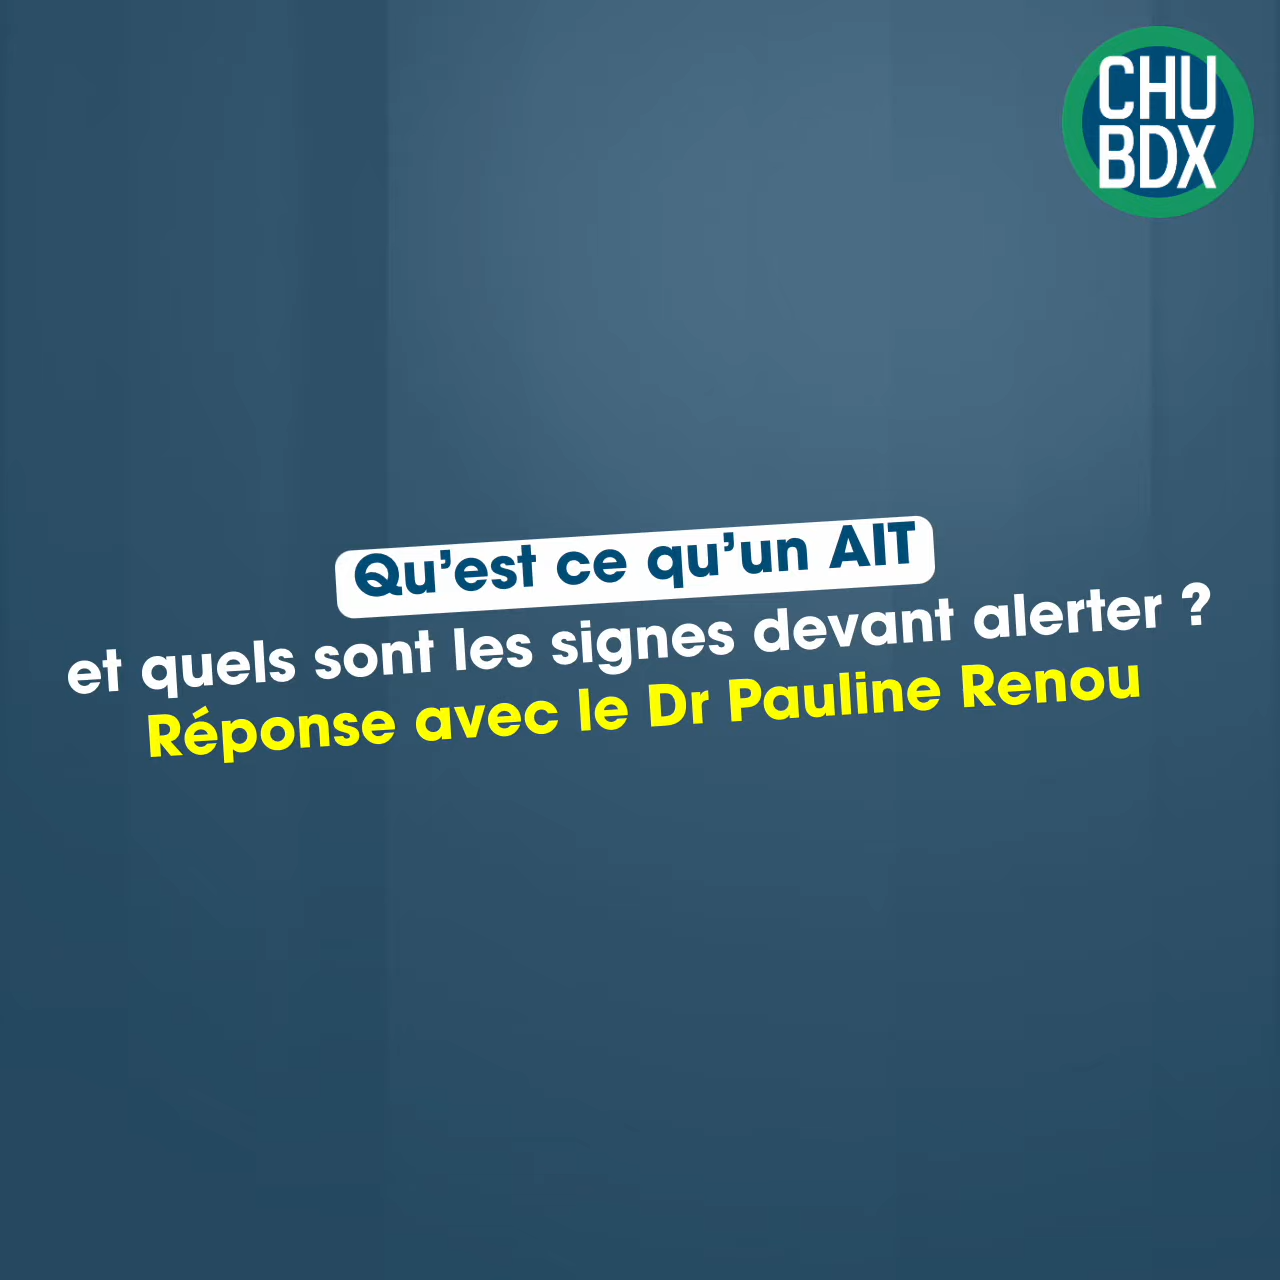 CHU
BDX
Qu’est ce qu’un AIT
et quels sont les signes devant alerter ?
Réponse avec le Dr Pauline Renou